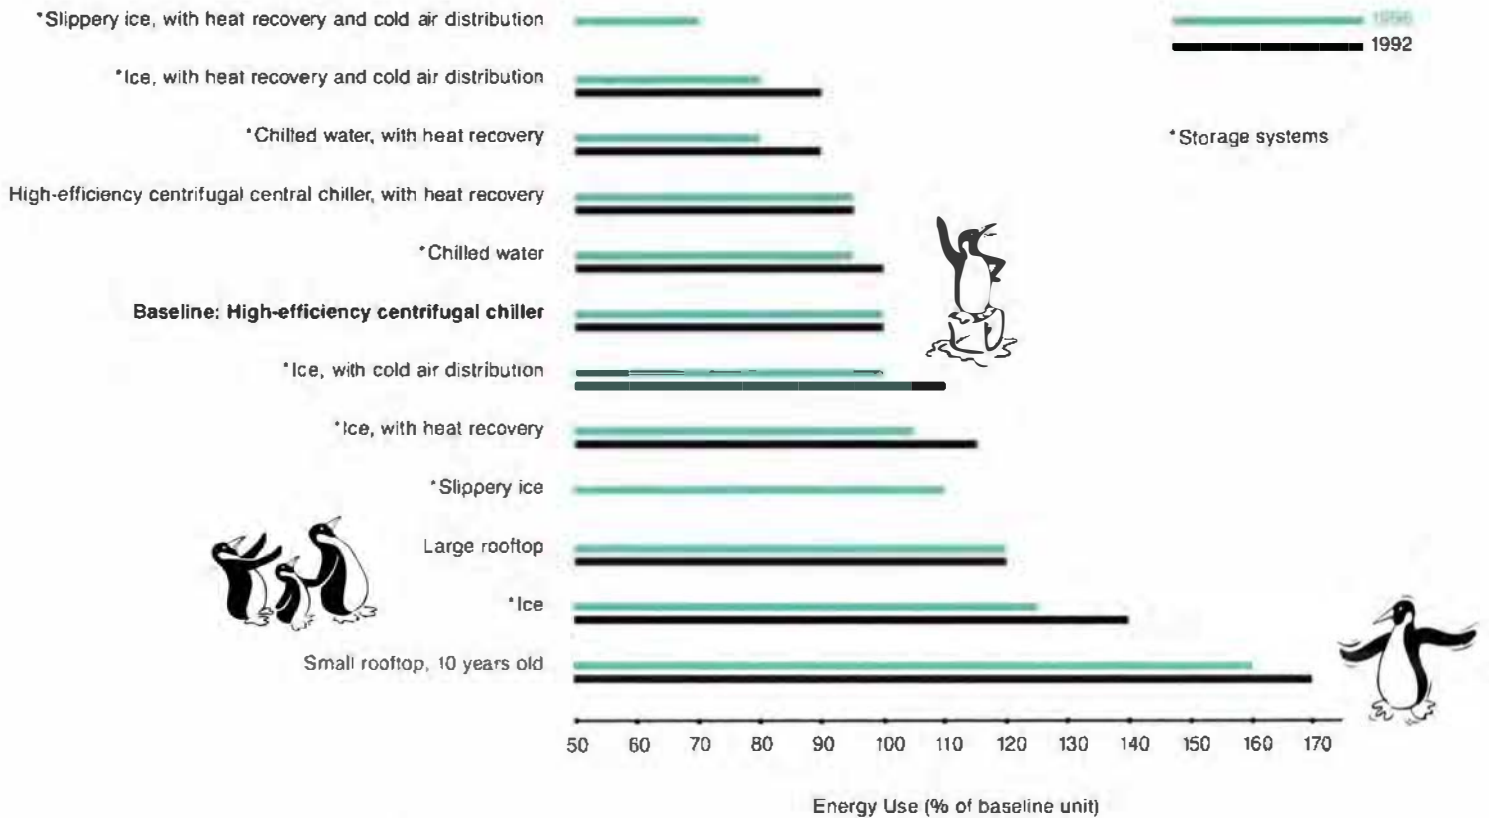 *Slippery ice, with heat recovery and cold air distribution
1992
*Ice, with heat recovery and cold air distribution
*Chilled water, with heat recovery
*Storage systems
High-efficiency centrifugal central chiller, with heat recovery
*Chilled water
Baseline: High-efficiency centrifugal chiller
*Ice, with cold air distribution
*Ice, with heat recovery
*Slippery ice
Large rooftop
*Ice
Small rooftop, 10 years old
50 60 70 80 90 100 110 120 130 140 150 160 170
Energy Use (% of baseline unit)